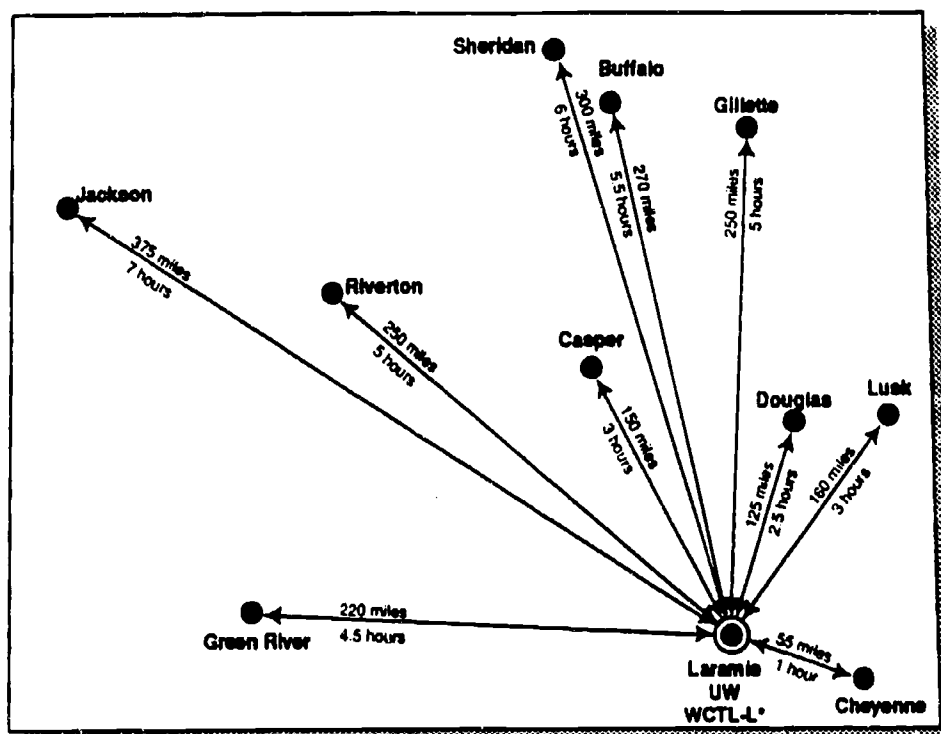 Sheridan
Buffalo
Gillette
300 miles
6 hours
270 miles
5.5 hours
250 miles
5 hours
Jackson
375 miles
7 hours
Riverton
250 miles
5 hours
Casper
150 miles
3 hours
Douglas
125 miles
2.5 hours
Lusk
160 miles
3 hours
Green River
220 miles
4.5 hours
Laramie
UW
WCTL-L*
55 miles
1 hour
Cheyenne